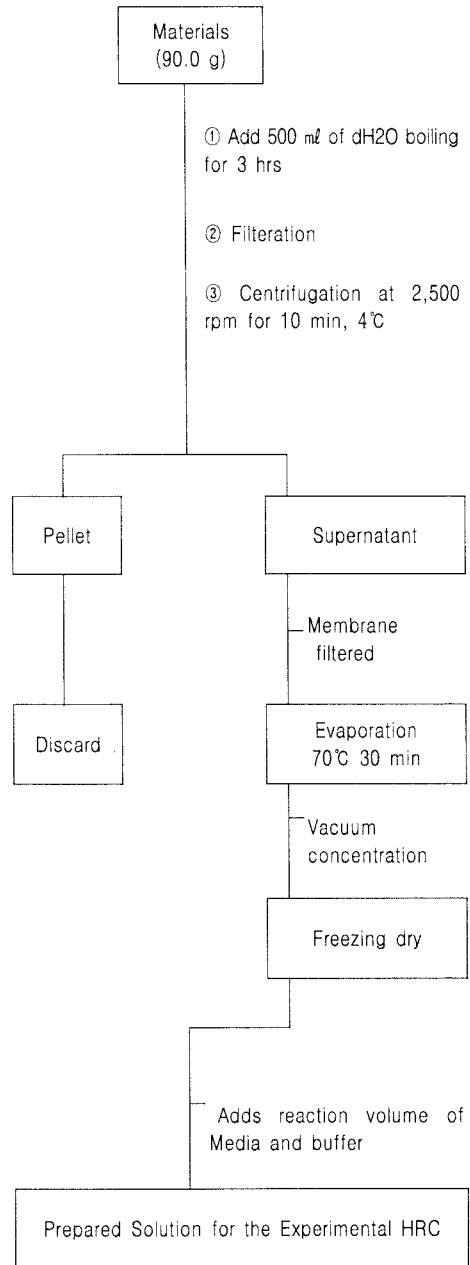 Materials
(90.0 g)
① Add 500 ㎖ of dH2O boiling
for 3 hrs
② Filteration
③ Centrifugation at 2,500
rpm for 10 min, 4℃
Pellet
Supernatant
Membrane
filtered
Discard
Evaporation
70℃ 30 min
Vacuum
concentration
Freezing dry
Adds reaction volume of
Media and buffer
Prepared Solution for the Experimental HRC